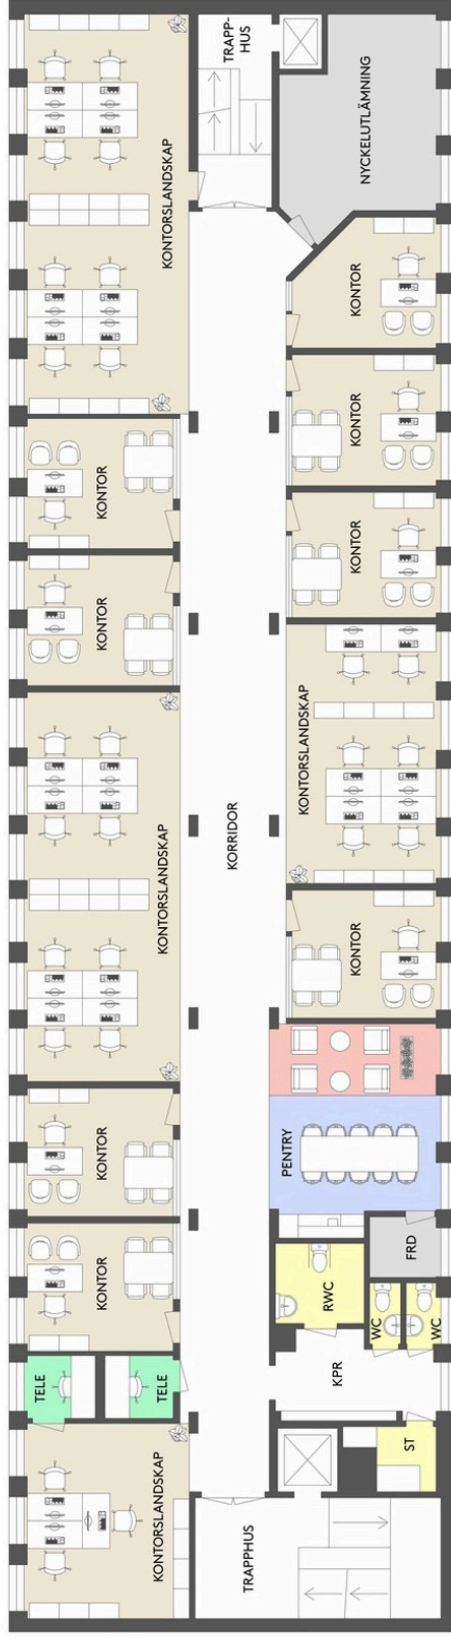 TRAPP-
HUS
NYCKELUTLÄMNING
KONTORSLANDSKAP
KONTOR
KONTOR
KONTOR
KONTOR
KONTOR
KONTORSLANDSKAP
KORRIDOR
KONTORSLANDSKAP
KONTOR
KONTOR
PENTRY
KONTOR
FRD
RWC
WC
WC
TELE
TELE
KPR
ST
KONTORSLANDSKAP
TRAPPHUS